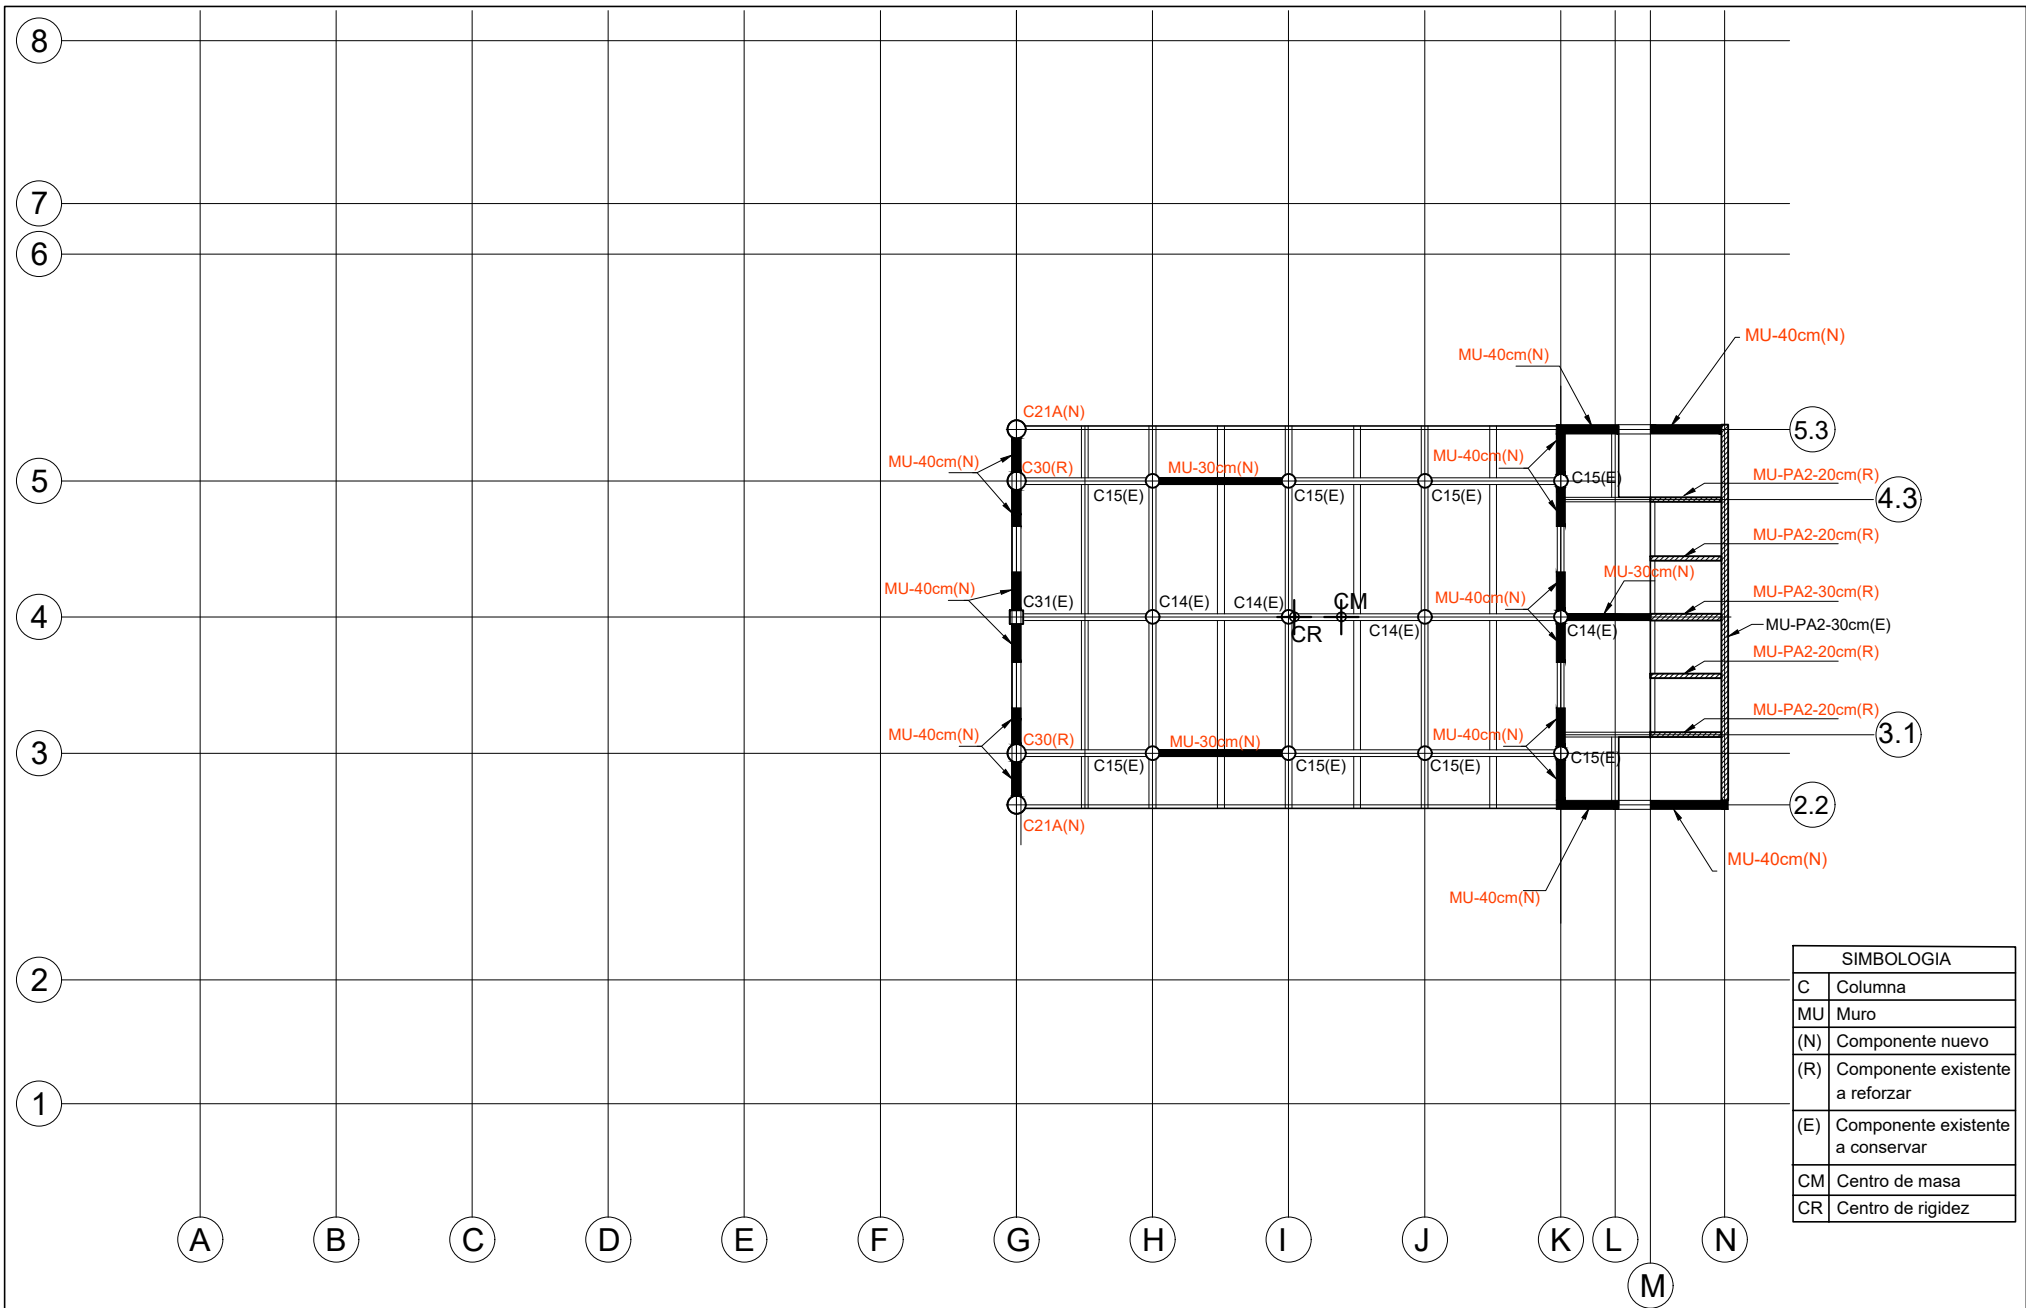 8
7
6
MU-40cm(N)
MU-40cm(N)
C21A(N)
5.3
MU-40cm(N)
C30(R)
MU-30cm(N)
MU-40cm(N)
5
C15(E)
C15(E)
C15(E)
C15(E)
MU-PA2-20cm(R)
4.3
MU-PA2-20cm(R)
MU-40cm(N)
MU-30cm(N)
MU-PA2-30cm(R)
C31(E)
C14(E)
C14(E)
CM
MU-40cm(N)
4
CR
C14(E)
C14(E)
MU-PA2-30cm(E)
MU-PA2-20cm(R)
MU-PA2-20cm(R)
MU-40cm(N)
C30(R)
MU-30cm(N)
MU-40cm(N)
3.1
3
C15(E)
C15(E)
C15(E)
C15(E)
2.2
C21A(N)
MU-40cm(N)
MU-40cm(N)
2
1
SIMBOLOGIA
C Columna
MU Muro
(N) Componente nuevo
(R) Componente existente
a reforzar
(E) Componente existente
a conservar
CM Centro de masa
CR Centro de rigidez
A B C D E F G H I J K L N
M